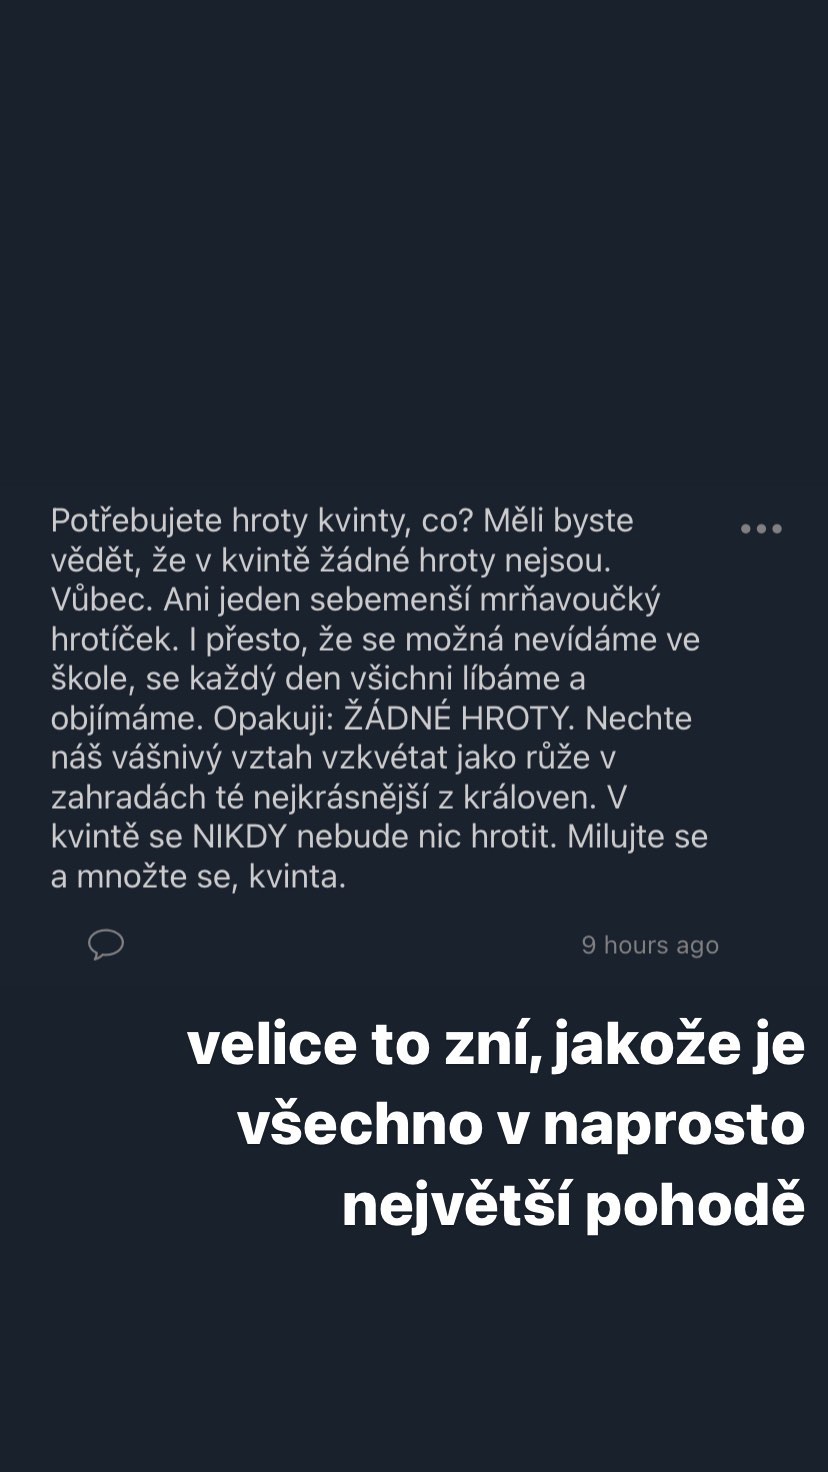 Potřebujete hroty kvinty, co? Měli byste
vědět, že v kvintě žádné hroty nejsou.
Vůbec. Ani jeden sebemenší mrňavoučký
hrotíček. I přesto, že se možná nevídáme ve
škole, se každý den všichni líbáme a
objímáme. Opakuji: ŽÁDNÉ HROTY. Nechte
náš vášnivý vztah vzkvétat jako růže v
zahradách té nejkrásnější z královen. V
kvintě se NIKDY nebude nic hrotit. Milujte se
a množte se, kvinta.
9 hours ago
velice to zní, jakože je
všechno v naprosto
největší pohodě